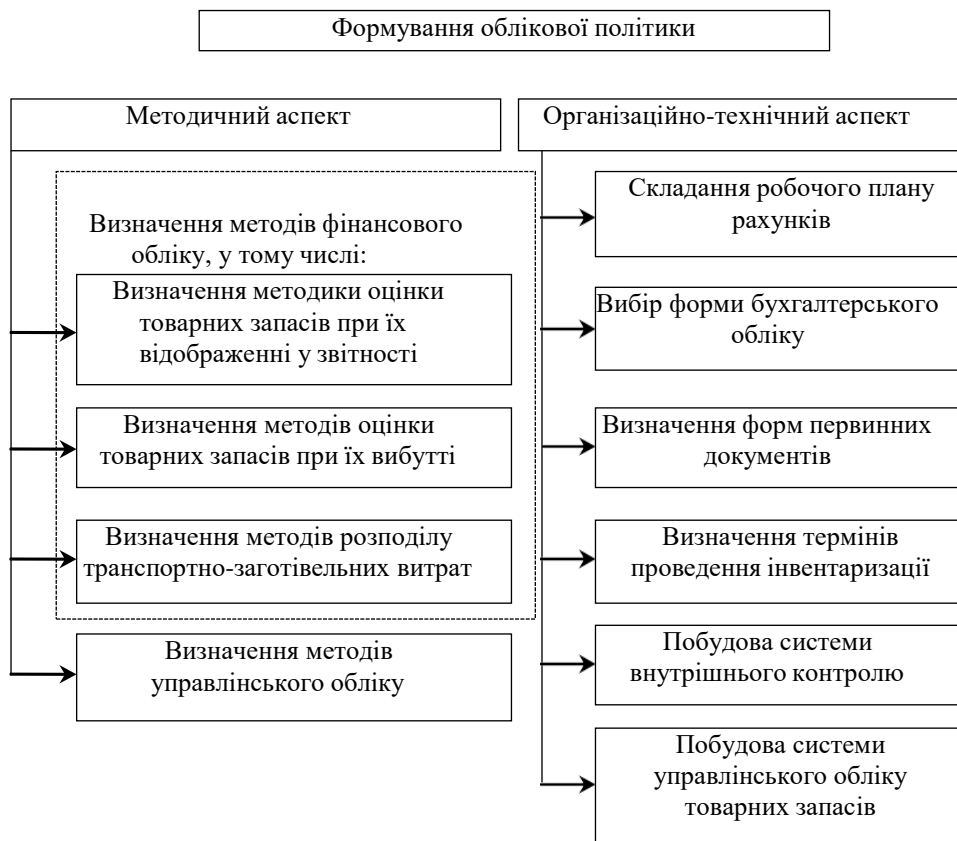 Формування облікової політики
Методичний аспект
Визначення методів фінансового
обліку, у тому числі:
Визначення методики оцінки
товарних запасів при їх
відображенні у звітності
Визначення методів оцінки
товарних запасів при їх вибутті
Визначення методів розподілу
транспортно-заготівельних витрат
Визначення методів
управлінського обліку
Організаційно-технічний аспект
Складання робочого плану
рахунків
Вибір форми бухгалтерського
обліку
Визначення форм первинних
документів
Визначення термінів
проведення інвентаризації
Побудова системи
внутрішнього контролю
Побудова системи
управлінського обліку
товарних запасів